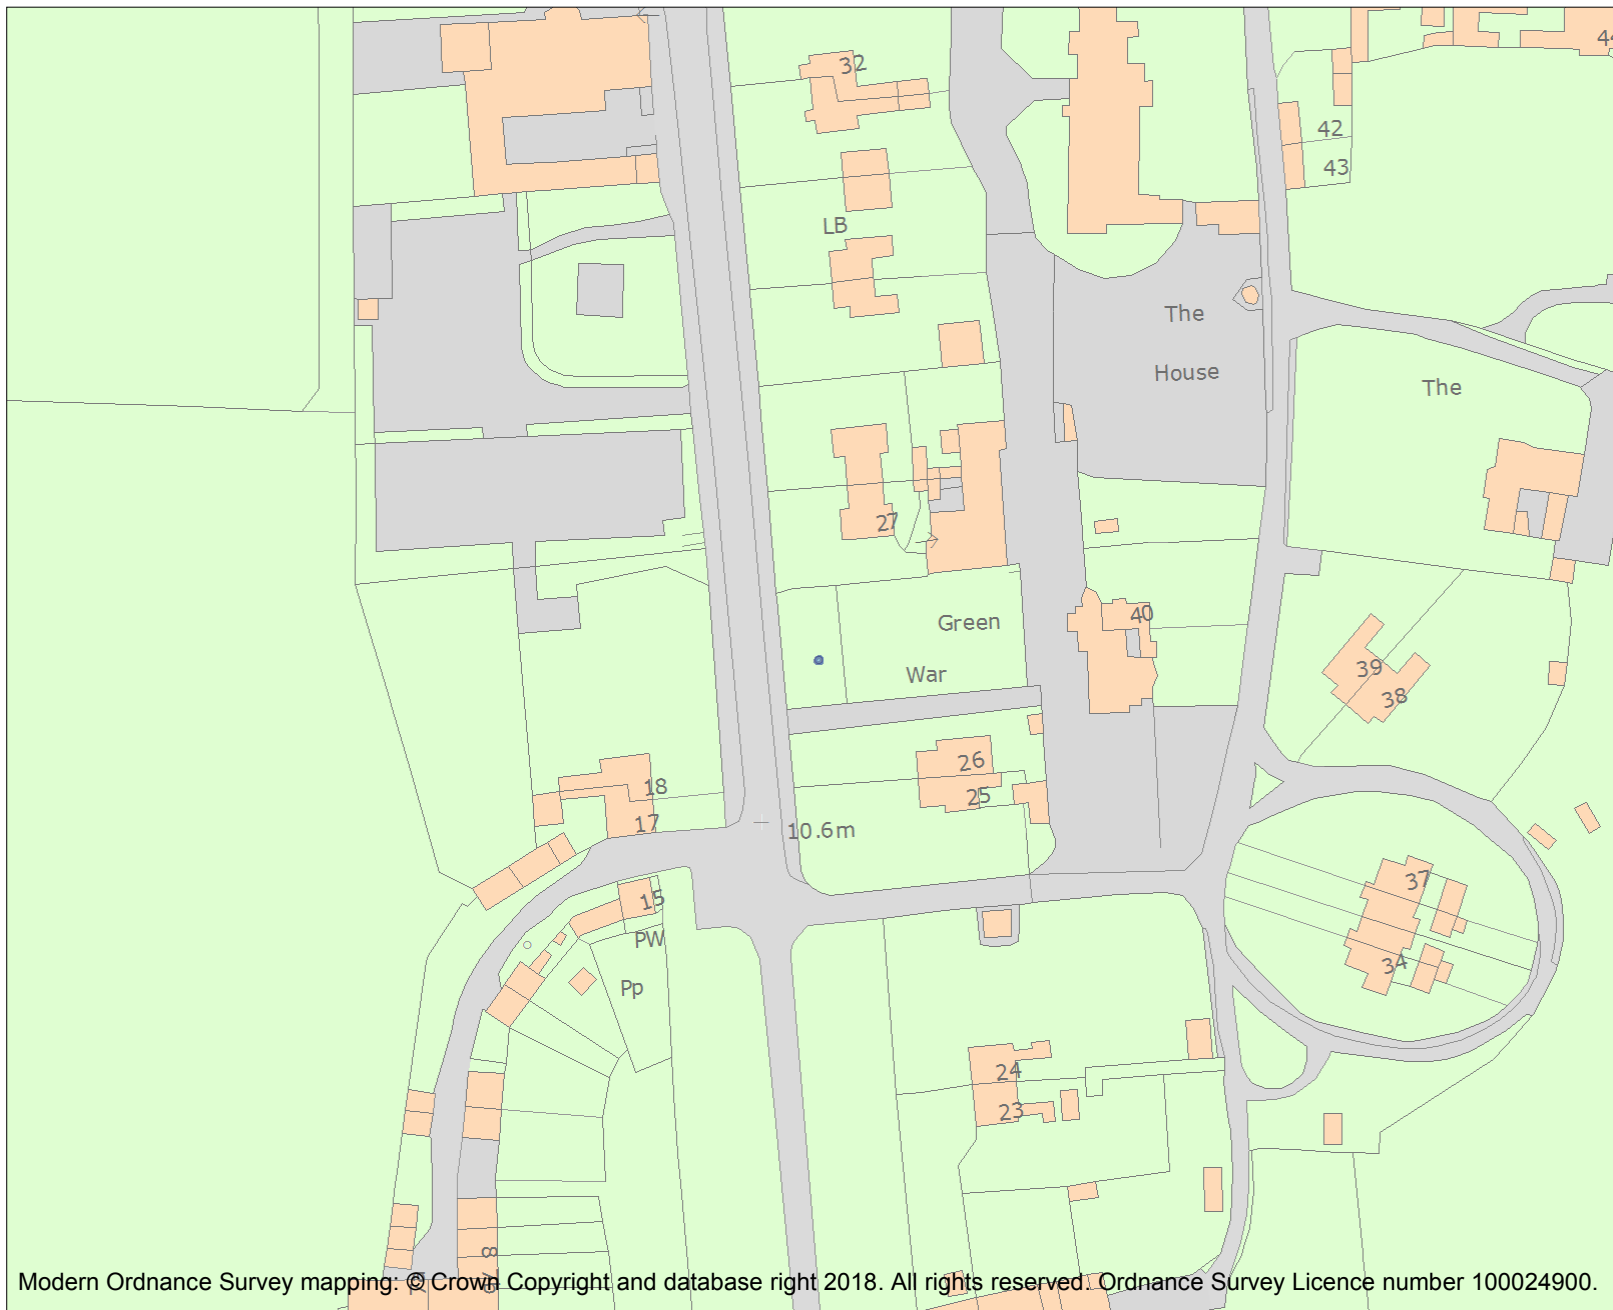 32
44
42
43
LB
The
House
The
27
Green
War
40
39
38
26
25
18
17
10.6m
15
PW
Pp
37
34
24
23
8
Modern Ordnance Survey mapping: © Crown Copyright and database right 2018. All rights reserved. Ordnance Survey Licence number 100024900.